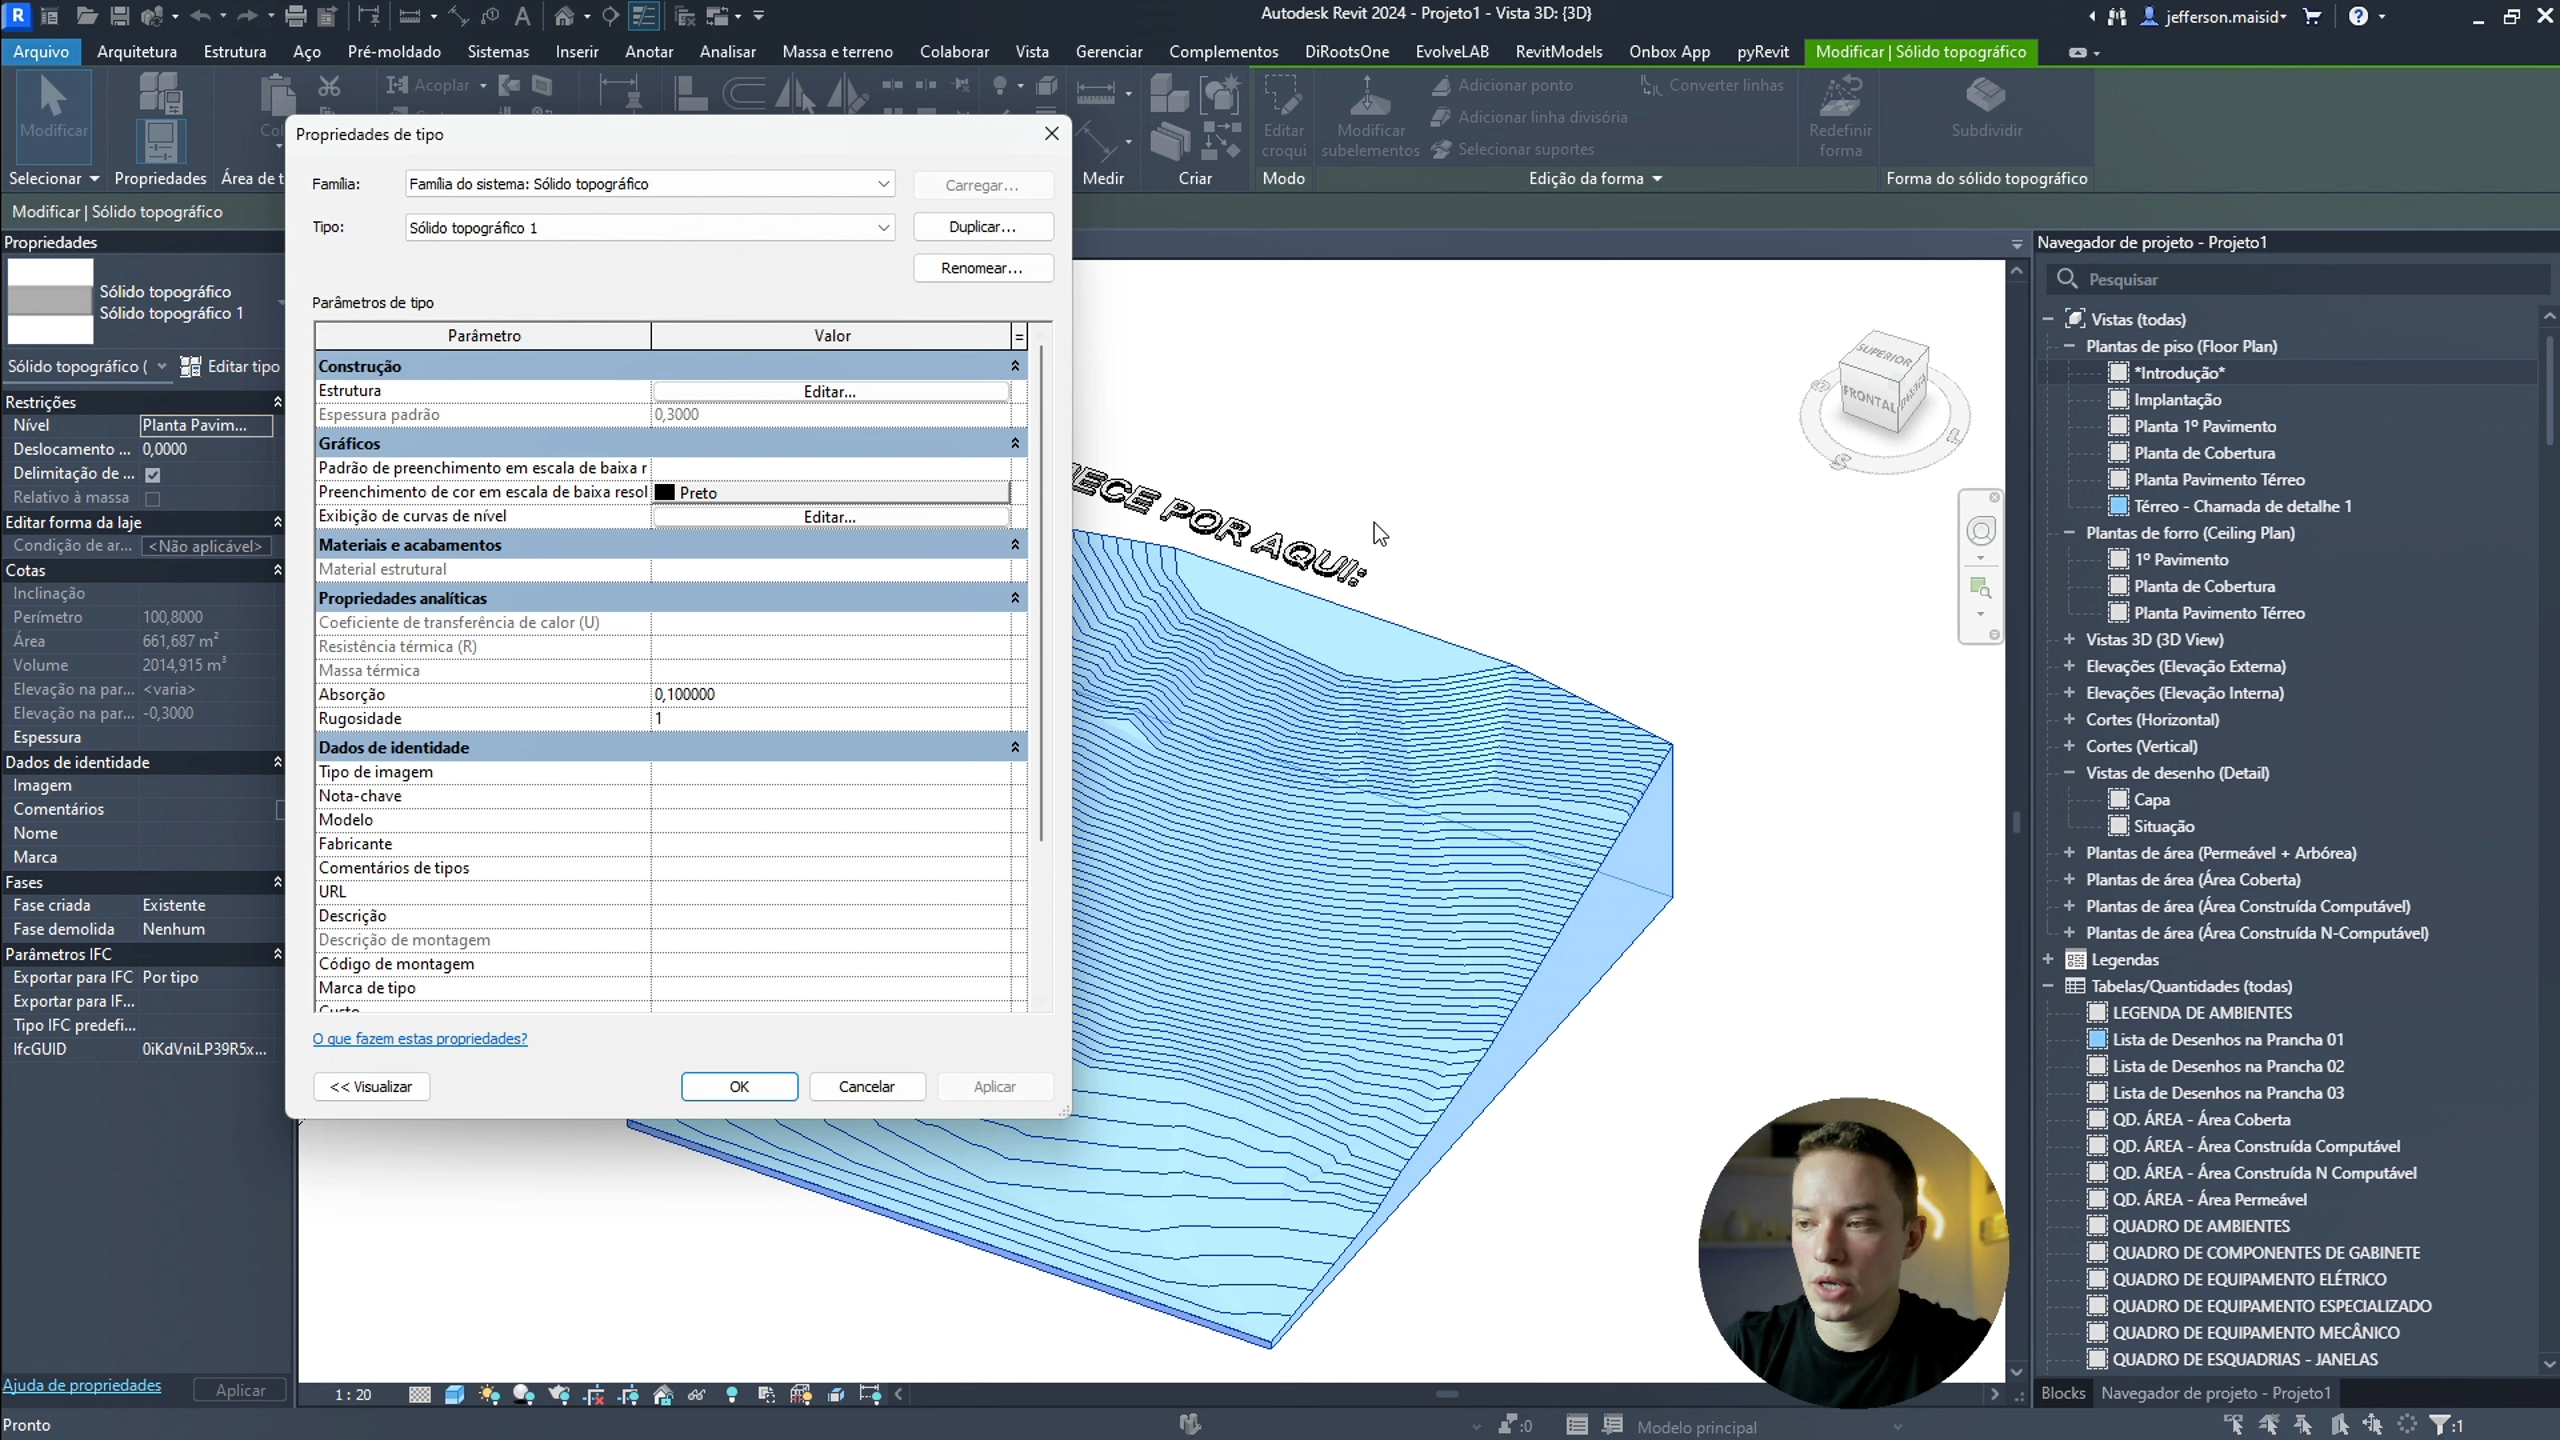 Autodesk Revit 2024 - Projeto1 - Vista 3D: {3D}
jefferson.maisid
Arquivo Arquitetura Estrutura Aço Pré-moldado Sistemas Inserir Anotar Analisar Massa e terreno Colaborar Vista Gerenciar Complementos DiRootsOne EvolveLAB RevitModels Onbox App pyRevit Modificar | Sólido topográfico
Modificar
Acoplar
Editar croqui
Modificar subelementos
Adicionar ponto
Adicionar linha divisória
Selecionar suportes
Converter linhas
Redefinir forma
Subdividir
Selecionar Propriedades Área de t Medir Criar Modo Edição da forma Forma do sólido topográfico
Modificar | Sólido topográfico
Propriedades
Sólido topográfico
Sólido topográfico 1
Sólido topográfico ( Editar tipo
Restrições
Nível Planta Pavim...
Deslocamento ... 0,0000
Delimitação de ...
Relativo à massa
Editar forma da laje
Condição de ar... <Não aplicável>
Cotas
Inclinação
Perímetro 100,8000
Área 661,687 m²
Volume 2014,915 m³
Elevação na par... <varia>
Elevação na par... -0,3000
Espessura
Dados de identidade
Imagem
Comentários
Nome
Marca
Fases
Fase criada Existente
Fase demolida Nenhum
Parâmetros IFC
Exportar para IFC Por tipo
Exportar para IF...
Tipo IFC predefi...
IfcGUID 0iKdVniLP39R5x...
Ajuda de propriedades Aplicar
Pronto
Propriedades de tipo
Família: Família do sistema: Sólido topográfico Carregar...
Tipo: Sólido topográfico 1 Duplicar...
Renomear...
Parâmetros de tipo
Parâmetro Valor =
Construção
Estrutura Editar...
Espessura padrão 0,3000
Gráficos
Padrão de preenchimento em escala de baixa r
Preenchimento de cor em escala de baixa resol Preto
Exibição de curvas de nível Editar...
Materiais e acabamentos
Material estrutural
Propriedades analíticas
Coeficiente de transferência de calor (U)
Resistência térmica (R)
Massa térmica
Absorção 0,100000
Rugosidade 1
Dados de identidade
Tipo de imagem
Nota-chave
Modelo
Fabricante
Comentários de tipos
URL
Descrição
Descrição de montagem
Código de montagem
Marca de tipo
Custo
O que fazem estas propriedades?
<< Visualizar OK Cancelar Aplicar
POR AQUI:
SUPERIOR
FRONTAL
1 : 20
:0
Modelo principal
:1
Navegador de projeto - Projeto1
Pesquisar
Vistas (todas)
Plantas de piso (Floor Plan)
*Introdução*
Implantação
Planta 1º Pavimento
Planta de Cobertura
Planta Pavimento Térreo
Térreo - Chamada de detalhe 1
Plantas de forro (Ceiling Plan)
1º Pavimento
Planta de Cobertura
Planta Pavimento Térreo
Vistas 3D (3D View)
Elevações (Elevação Externa)
Elevações (Elevação Interna)
Cortes (Horizontal)
Cortes (Vertical)
Vistas de desenho (Detail)
Capa
Situação
Plantas de área (Permeável + Arbórea)
Plantas de área (Área Coberta)
Plantas de área (Área Construída Computável)
Plantas de área (Área Construída N-Computável)
Legendas
Tabelas/Quantidades (todas)
LEGENDA DE AMBIENTES
Lista de Desenhos na Prancha 01
Lista de Desenhos na Prancha 02
Lista de Desenhos na Prancha 03
QD. ÁREA - Área Coberta
QD. ÁREA - Área Construída Computável
QD. ÁREA - Área Construída N Computável
QD. ÁREA - Área Permeável
QUADRO DE AMBIENTES
QUADRO DE COMPONENTES DE GABINETE
QUADRO DE EQUIPAMENTO ELÉTRICO
QUADRO DE EQUIPAMENTO ESPECIALIZADO
QUADRO DE EQUIPAMENTO MECÂNICO
QUADRO DE ESQUADRIAS - JANELAS
Blocks Navegador de projeto - Projeto1